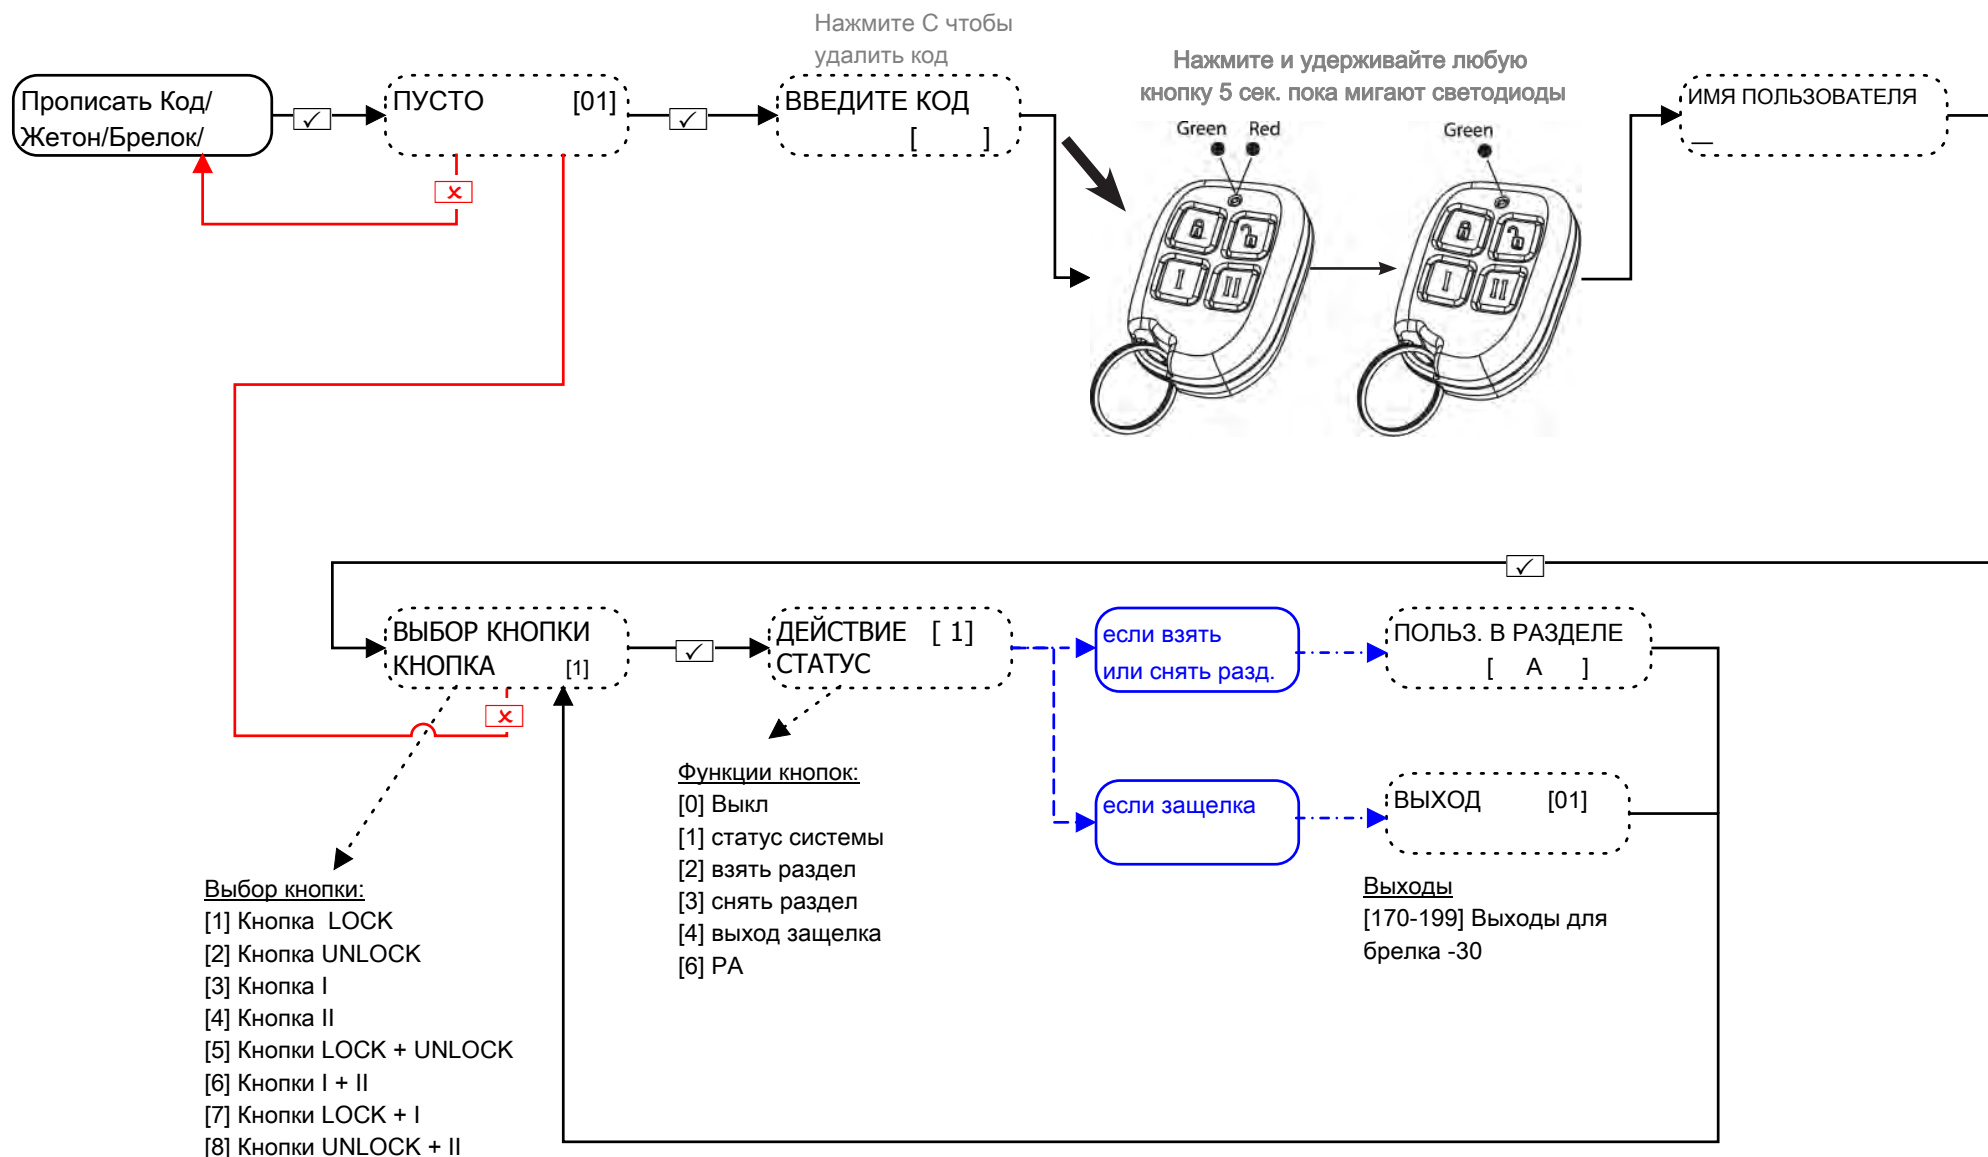 Нажмите С чтобы
удалить код
Нажмите и удерживайте любую
кнопку 5 сек. пока мигают светодиоды
Прописать Код/
Жетон/Брелок/
ПУСТО [01]
ВВЕДИТЕ КОД
[ ]
Green Red
Green
I II
I II
ИМЯ ПОЛЬЗОВАТЕЛЯ
_
ВЫБОР КНОПКИ
КНОПКА [1]
ДЕЙСТВИЕ [ 1]
СТАТУС
если взять
или снять разд.
ПОЛЬЗ. В РАЗДЕЛЕ
[ А ]
если защелка
ВЫХОД [01]
Функции кнопок:
[0] Выкл
[1] статус системы
[2] взять раздел
[3] снять раздел
[4] выход защелка
[6] PA
Выходы
[170-199] Выходы для
брелка -30
Выбор кнопки:
[1] Кнопка LOCK
[2] Кнопка UNLOCK
[3] Кнопка I
[4] Кнопка II
[5] Кнопки LOCK + UNLOCK
[6] Кнопки I + II
[7] Кнопки LOCK + I
[8] Кнопки UNLOCK + II